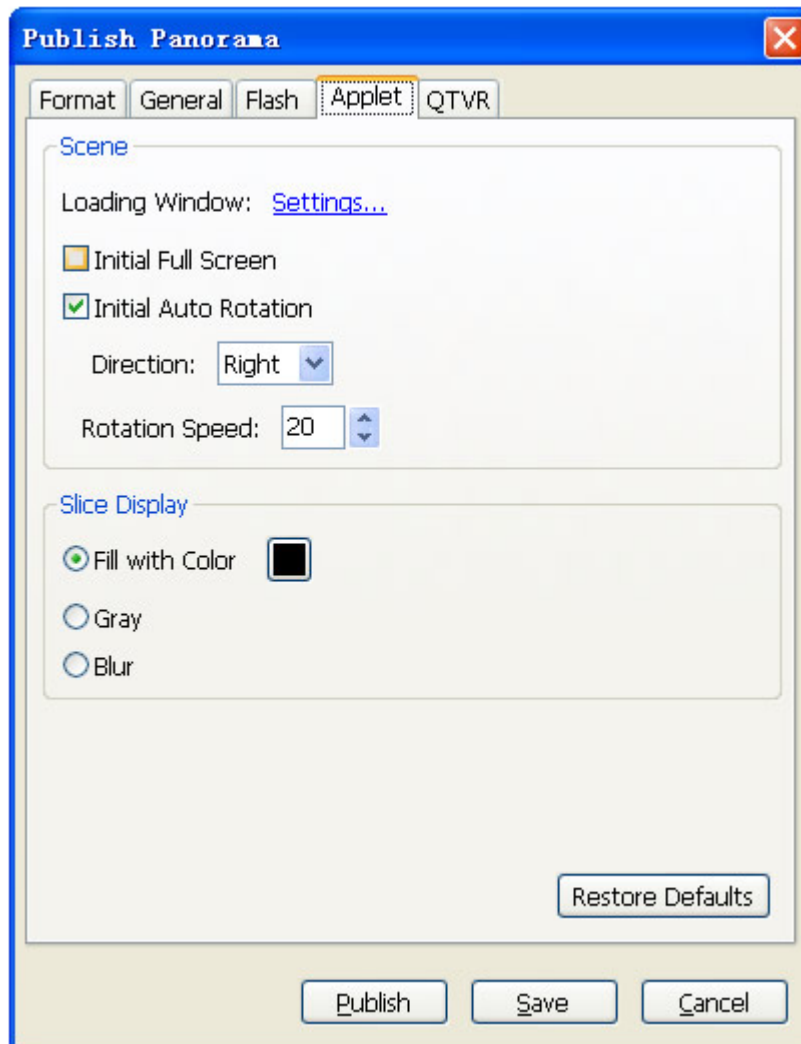 Publish Panorama
Format General Flash Applet QTVR
Scene
Loading Window: Settings...
Initial Full Screen
Initial Auto Rotation
Direction: Right
Rotation Speed: 20
Slice Display
Fill with Color
Gray
Blur
Restore Defaults
Publish Save Cancel